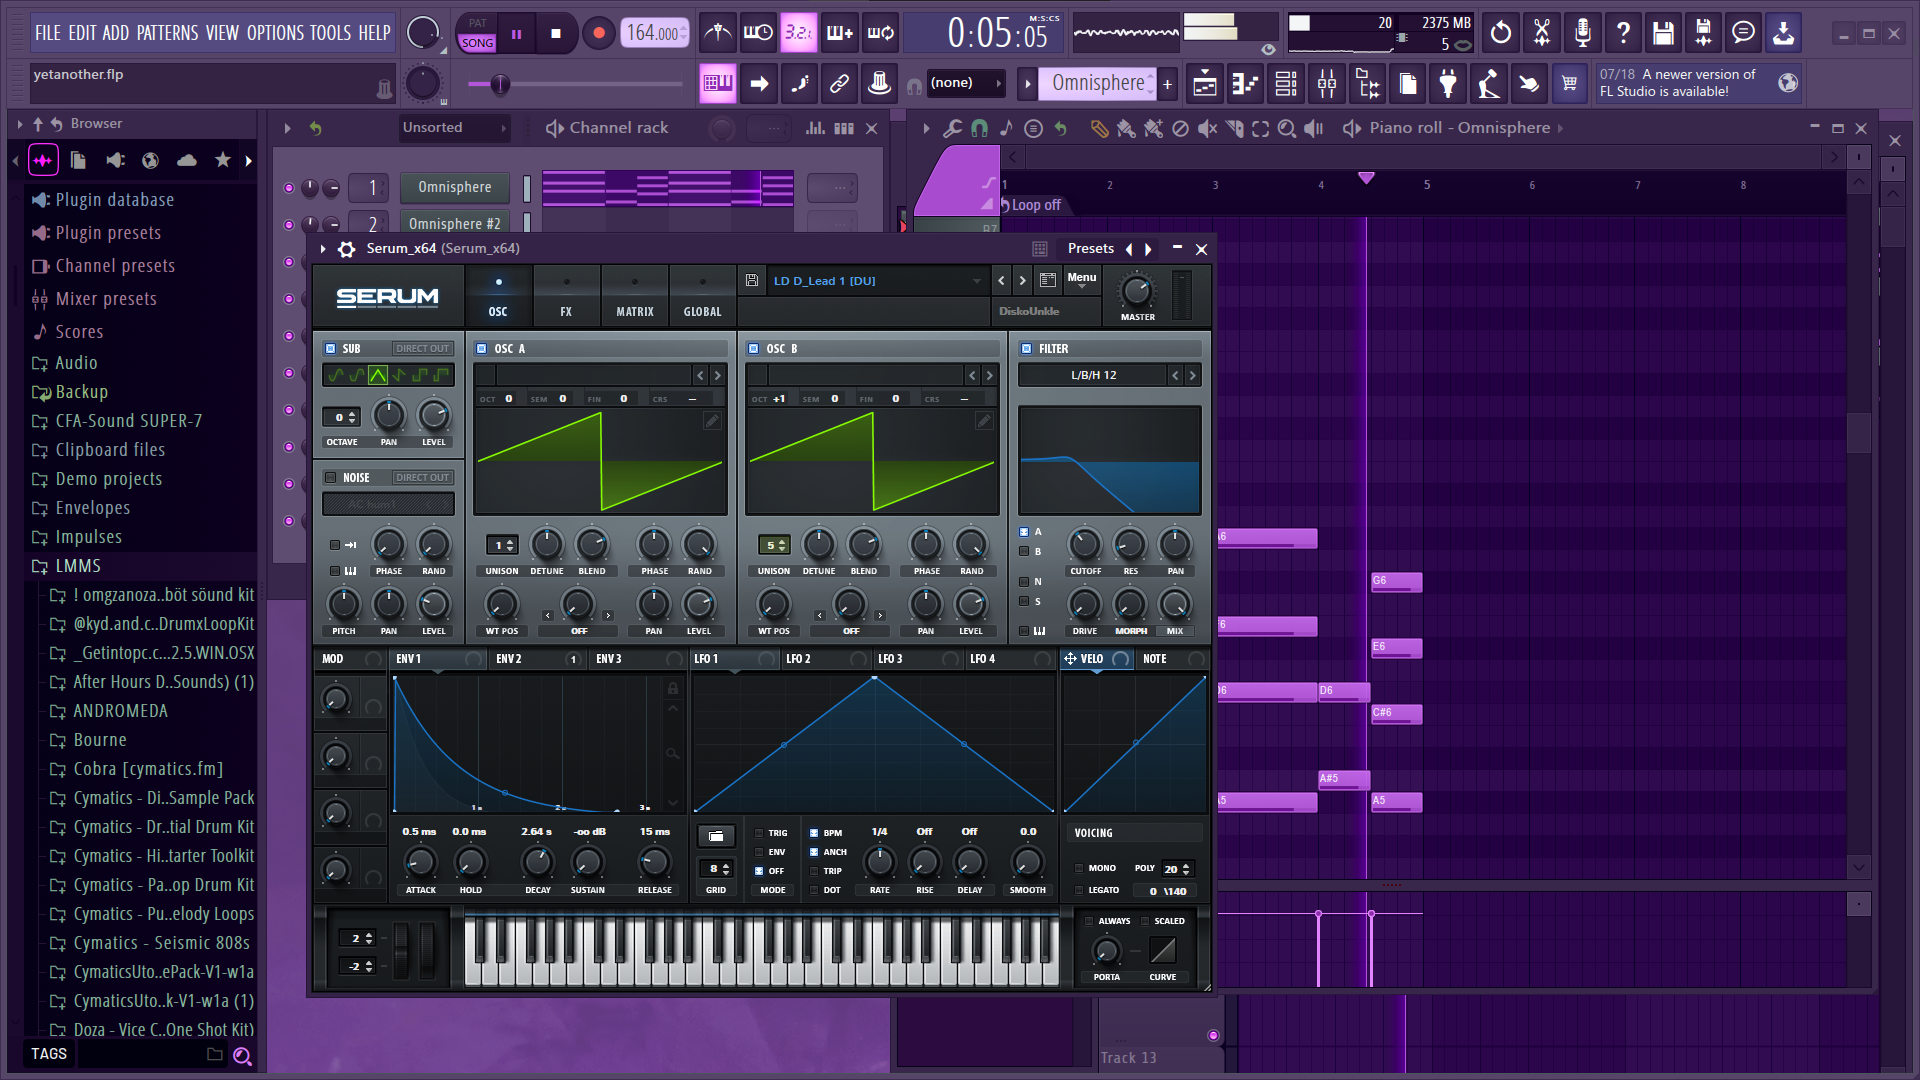 FILE EDIT ADD PATTERNS VIEW OPTIONS TOOLS HELP
PAT
SONG
164.000
3.2.1
0:05:05
M:S:CS
20
2375 MB
5
yetanother.flp
(none)
Omnisphere
07/18 A newer version of
FL Studio is available!
Browser
Plugin database
Plugin presets
Channel presets
Mixer presets
Scores
Audio
Backup
CFA-Sound SUPER-7
Clipboard files
Demo projects
Envelopes
Impulses
LMMS
! omgzanoza..böt söund kit
@kyd.and.c..DrumxLoopKit
_Getintopc.c...2.5.WIN.OSX
After Hours D..Sounds) (1)
ANDROMEDA
Bourne
Cobra [cymatics.fm]
Cymatics - Di..Sample Pack
Cymatics - Dr..tial Drum Kit
Cymatics - Hi..tarter Toolkit
Cymatics - Pa..op Drum Kit
Cymatics - Pu..elody Loops
Cymatics - Seismic 808s
CymaticsUto..ePack-V1-w1a
CymaticsUto..k-V1-w1a (1)
Doza - Vice C..One Shot Kit)
TAGS
Unsorted
Channel rack
1 Omnisphere
2 Omnisphere #2
Piano roll - Omnisphere
1 2 3 4 5 6 7 8
Loop off
B7
Serum_x64 (Serum_x64)
Presets
SERUM
OSC
FX
MATRIX
GLOBAL
LD D_Lead 1 [DU]
DiskoUnkle
Menu
MASTER
SUB
DIRECT OUT
0
OCTAVE PAN LEVEL
NOISE
DIRECT OUT
AC hum1
PHASE RAND
PITCH PAN LEVEL
OSC A
OCT 0 SEM 0 FIN 0 CRS --
1
UNISON DETUNE BLEND PHASE RAND
WT POS OFF PAN LEVEL
OSC B
OCT +1 SEM 0 FIN 0 CRS --
5
UNISON DETUNE BLEND PHASE RAND
WT POS OFF PAN LEVEL
FILTER
L/B/H 12
A
B
N
S
CUTOFF RES PAN
DRIVE MORPH MIX
MOD
ENV 1
ENV 2 1
ENV 3
LFO 1
LFO 2
LFO 3
LFO 4
VELO
NOTE
1s 2s 3s
0.5 ms 0.0 ms 2.64 s -oo dB 15 ms
ATTACK HOLD DECAY SUSTAIN RELEASE
8
GRID
TRIG
ENV
OFF
MODE
BPM
ANCH
TRIP
DOT
1/4 Off Off 0.0
RATE RISE DELAY SMOOTH
VOICING
MONO POLY 20
LEGATO 0 \140
2
-2
ALWAYS SCALED
PORTA CURVE
G6
E6
D6
C#6
A#5
A5
Track 13